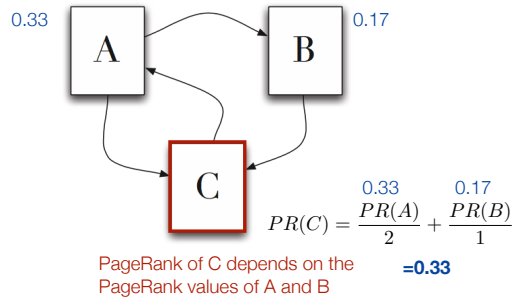 0.33
A
B
0.17
C
0.33 0.17
PR(C) = PR(A)/2 + PR(B)/1
=0.33
PageRank of C depends on the
PageRank values of A and B